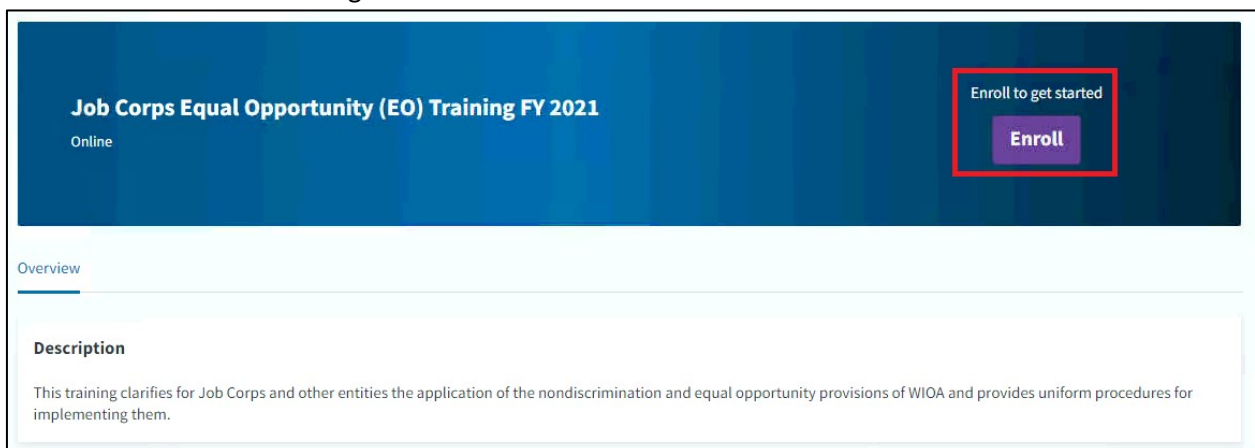 Job Corps Equal Opportunity (EO) Training FY 2021
Online
Enroll to get started
Enroll
Overview
Description
This training clarifies for Job Corps and other entities the application of the nondiscrimination and equal opportunity provisions of WIOA and provides uniform procedures for
implementing them.